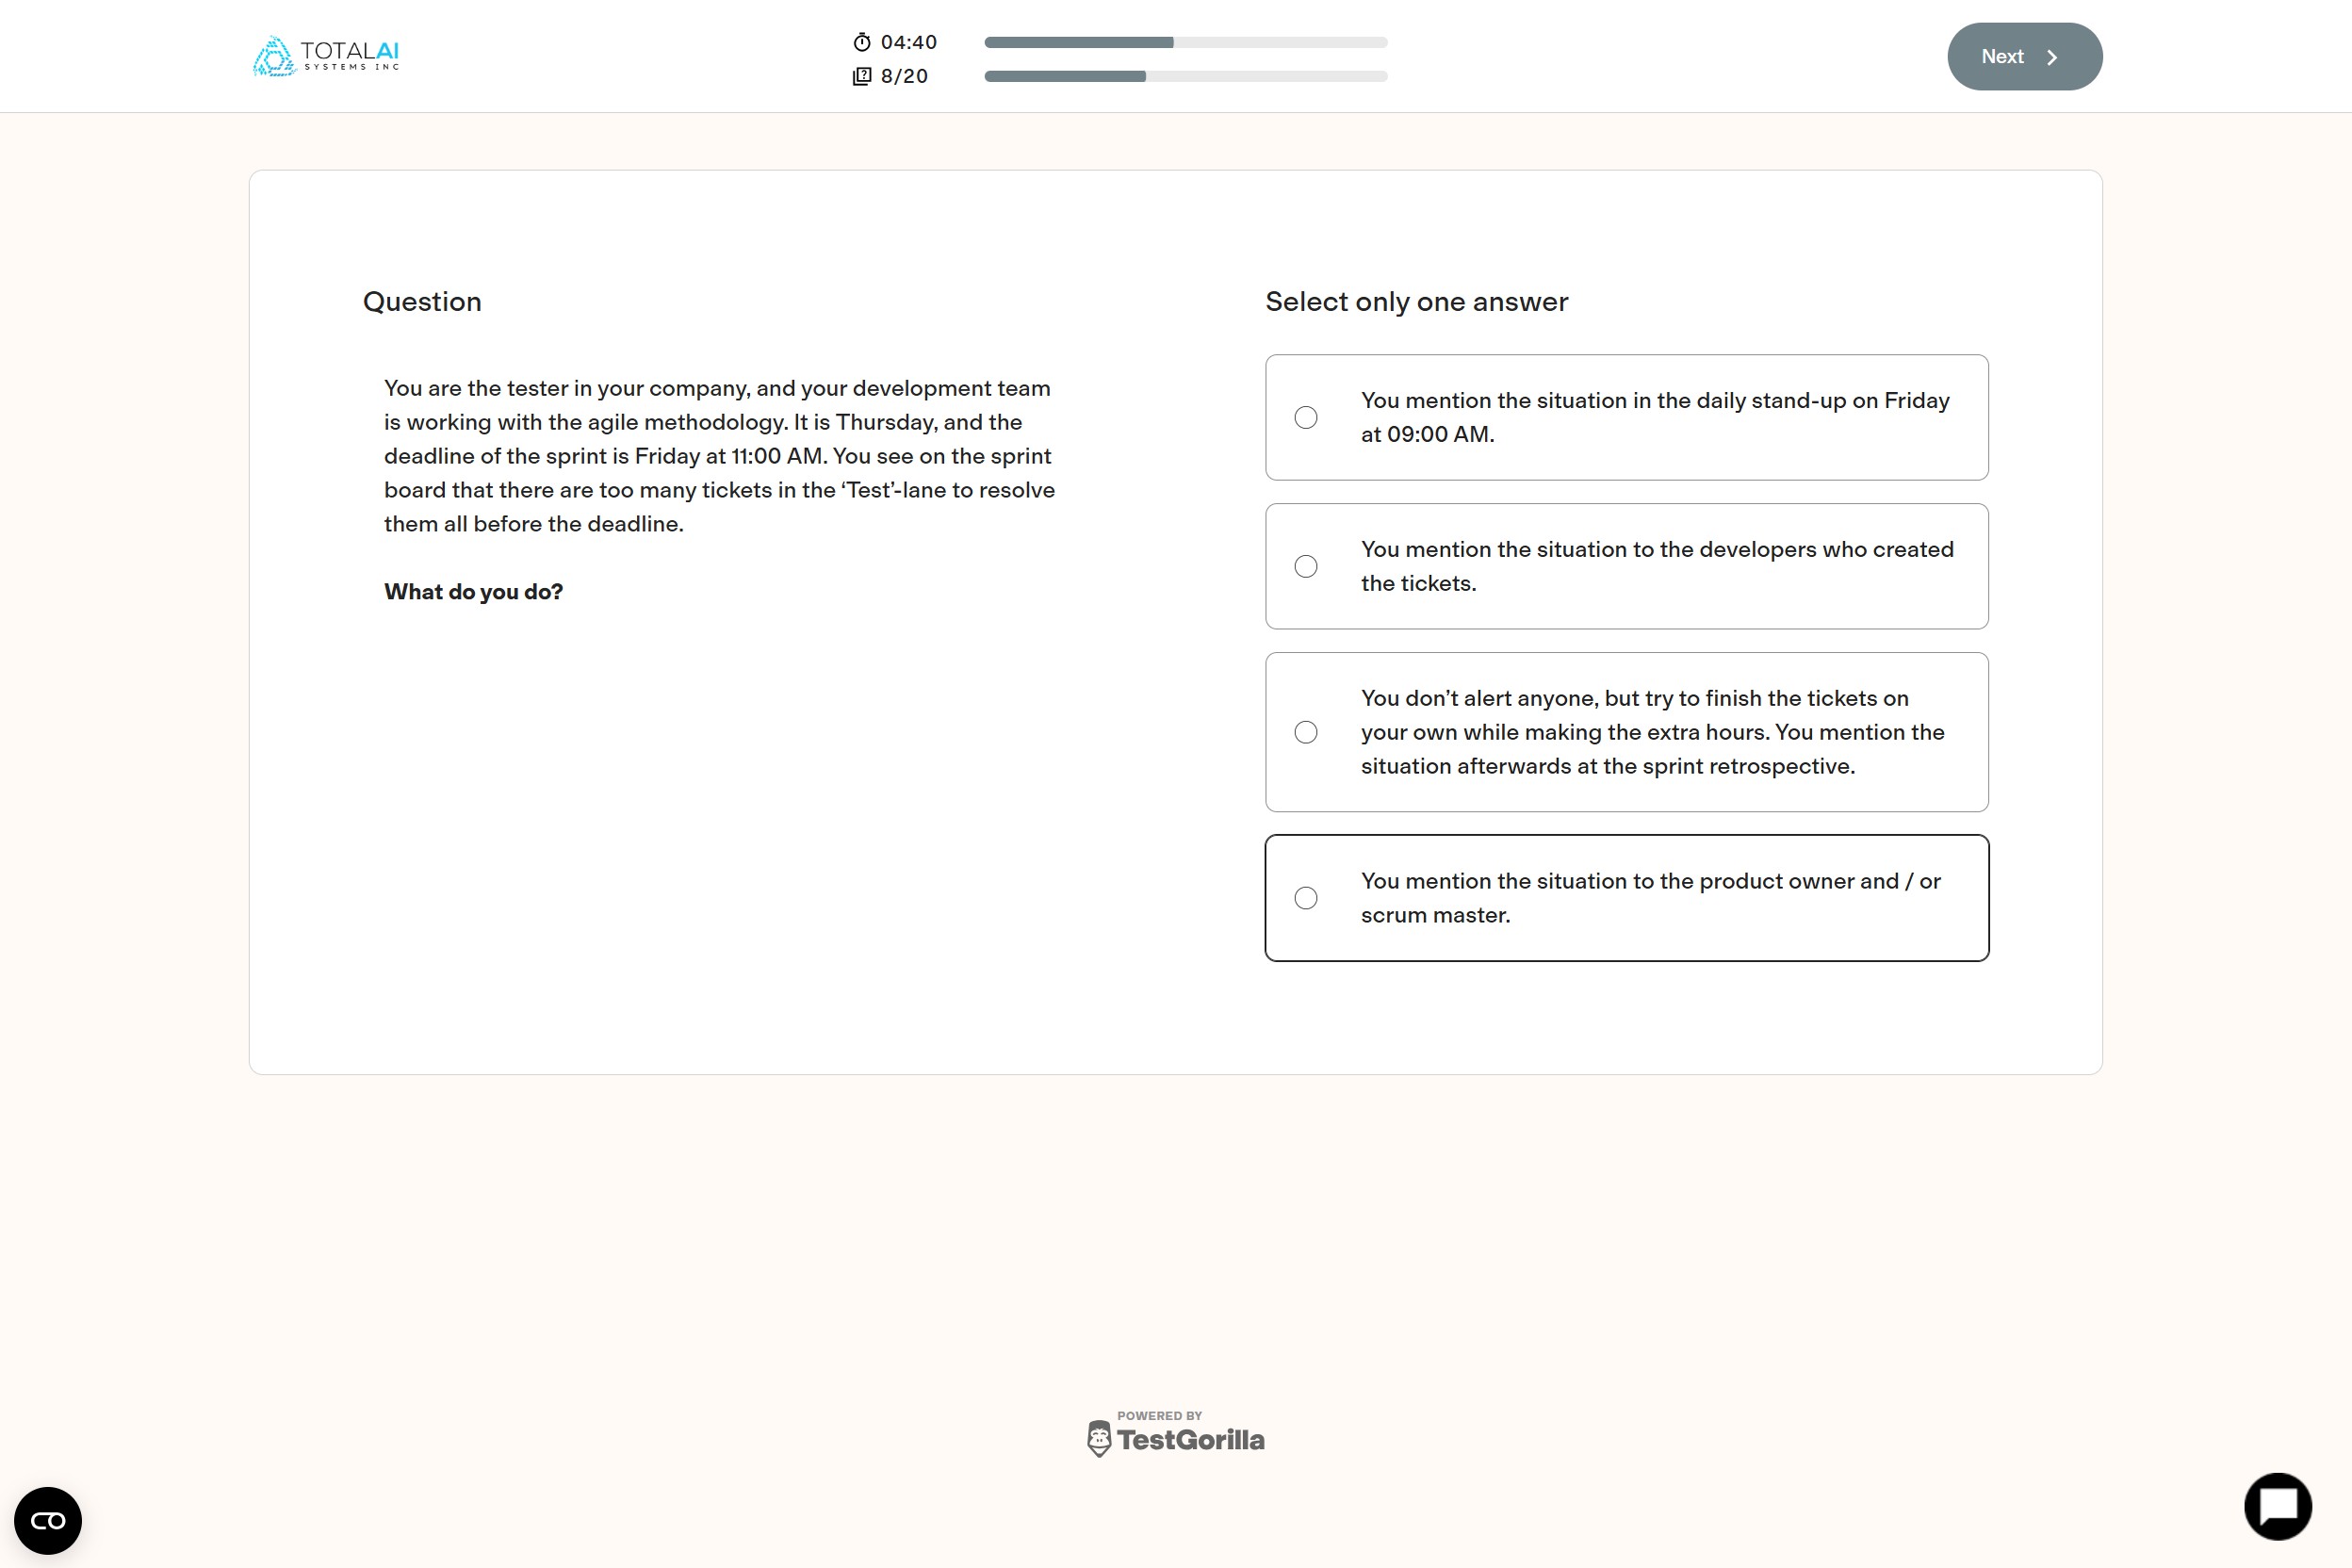 TOTALAI
SYSTEMS INC
04:40
8/20
Next
Question
You are the tester in your company, and your development team
is working with the agile methodology. It is Thursday, and the
deadline of the sprint is Friday at 11:00 AM. You see on the sprint
board that there are too many tickets in the ‘Test’-lane to resolve
them all before the deadline.
What do you do?
Select only one answer
You mention the situation in the daily stand-up on Friday
at 09:00 AM.
You mention the situation to the developers who created
the tickets.
You don’t alert anyone, but try to finish the tickets on
your own while making the extra hours. You mention the
situation afterwards at the sprint retrospective.
You mention the situation to the product owner and / or
scrum master.
POWERED BY
TestGorilla